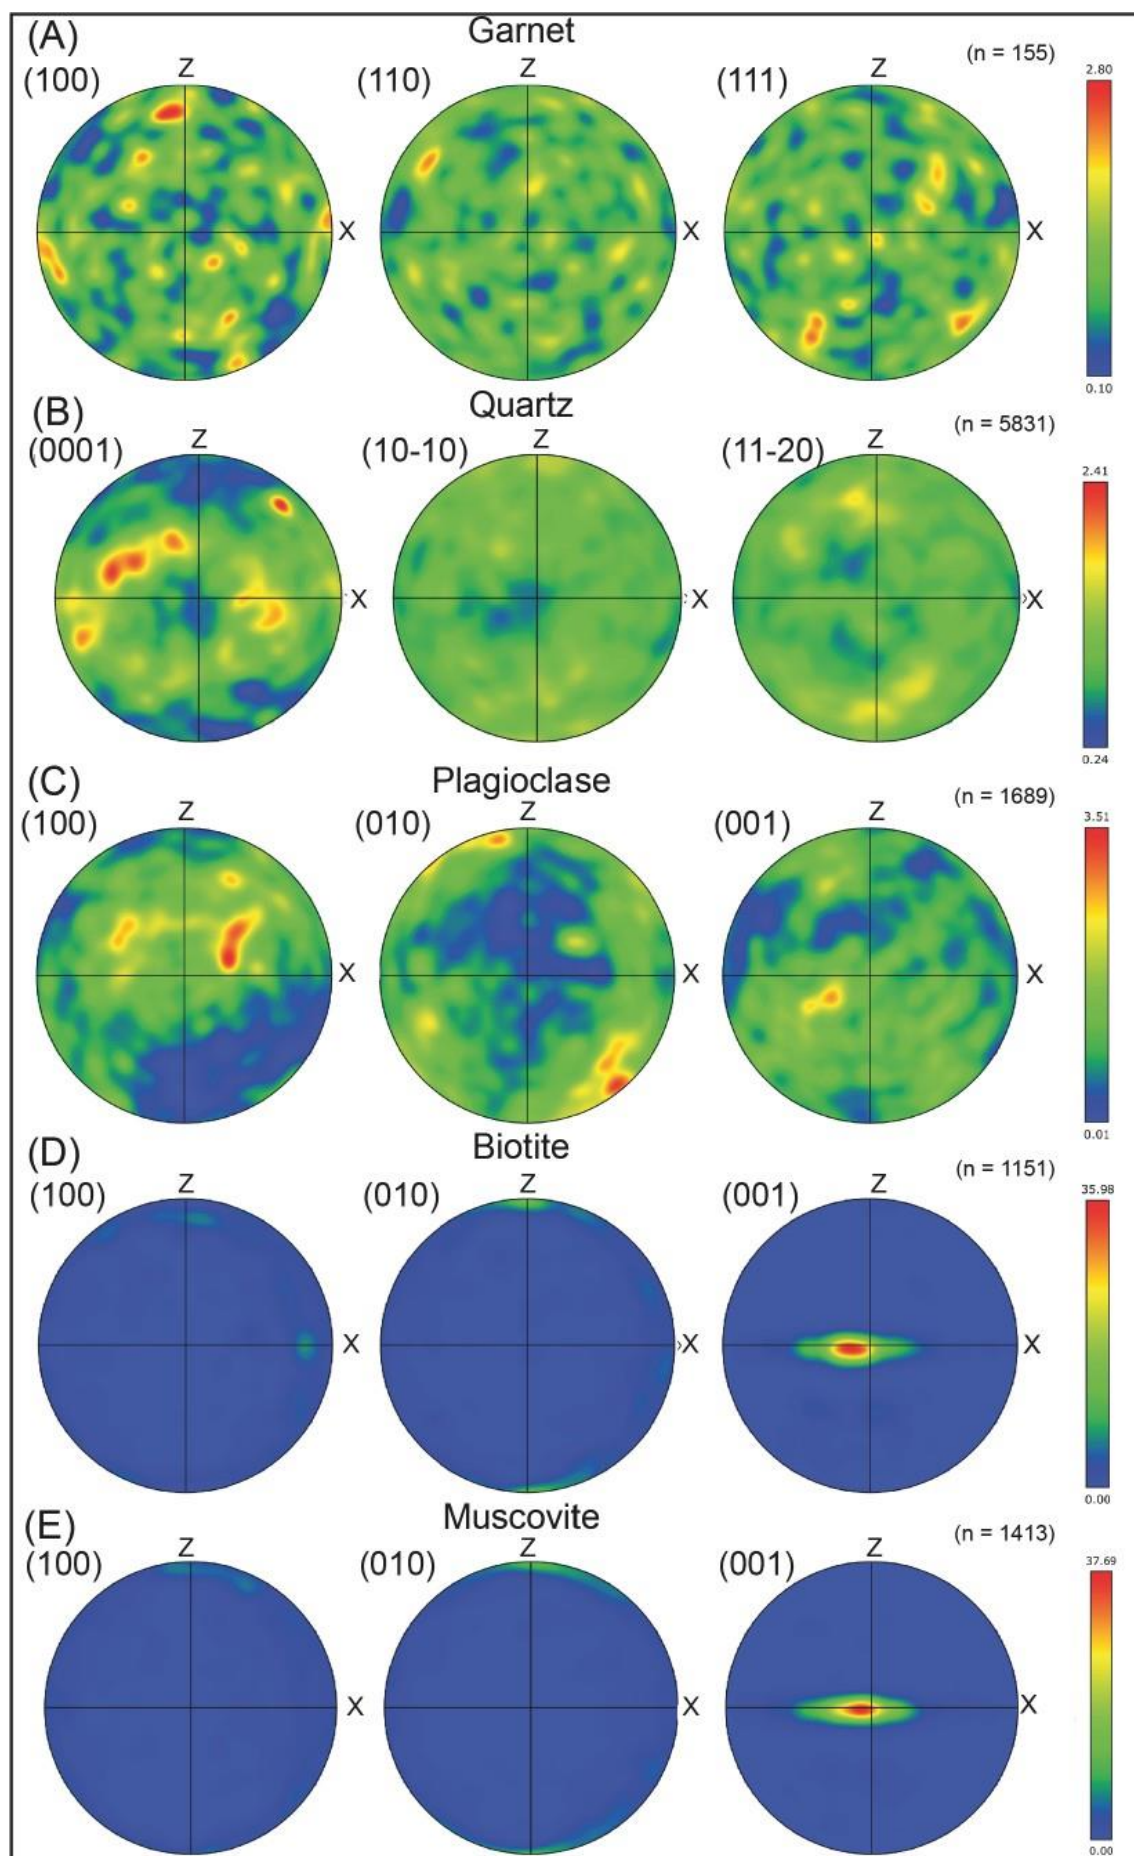 (A) Garnet (n = 155)
(100) (110) (111)
Z Z
X X X
2.80
0.10
(B) Quartz (n = 5831)
(0001) (10-10) (11-20)
Z Z Z
X X X
2.41
0.24
(C) Plagioclase (n = 1689)
(100) (010) (001)
Z Z Z
X X X
3.51
0.01
(D) Biotite (n = 1151)
(100) (010) (001)
Z Z Z
X X X
35.98
0.00
(E) Muscovite (n = 1413)
(100) (010) (001)
Z Z Z
X X X
37.69
0.00